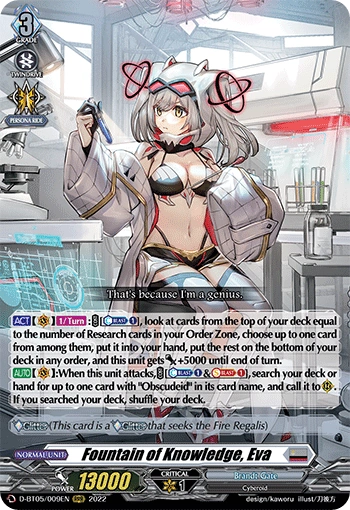 3
GRADE
TWINDRIVE
PERSONA RIDE
That's because I'm a genius.
ACT 1/Turn : [COUNTER BLAST 1], look at cards from the top of your deck equal
to the number of Research cards in your Order Zone, choose up to one card
from among them, put it into your hand, put the rest on the bottom of your
deck in any order, and this unit gets +5000 until end of turn.
AUTO :When this unit attacks, [COUNTER BLAST 1 & SOUL BLAST 1], search your deck or
hand for up to one card with "Obscudeid" in its card name, and call it to .
If you searched your deck, shuffle your deck.
(This card is a that seeks the Fire Regalis)
NORMAL UNIT
Fountain of Knowledge, Eva
POWER 13000
CRITICAL
1
Brandt Gate
Cyberoid
D-BT05/009EN RRR 2022
design/kaworu illust/刀彼方